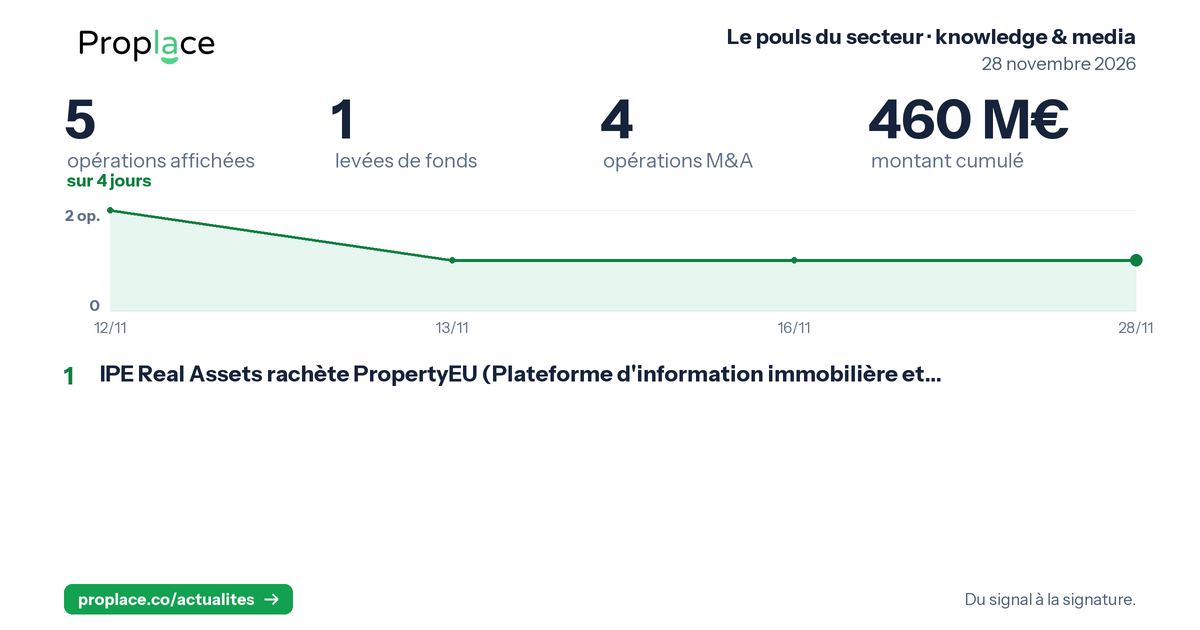 Proplace
Le pouls du secteur · knowledge & media
28 novembre 2026
5
opérations affichées
sur 4 jours
1
levées de fonds
4
opérations M&A
460 M€
montant cumulé
2 op.
0
12/11
13/11
16/11
28/11
1 IPE Real Assets rachète PropertyEU (Plateforme d'information immobilière et...
proplace.co/actualites →
Du signal à la signature.